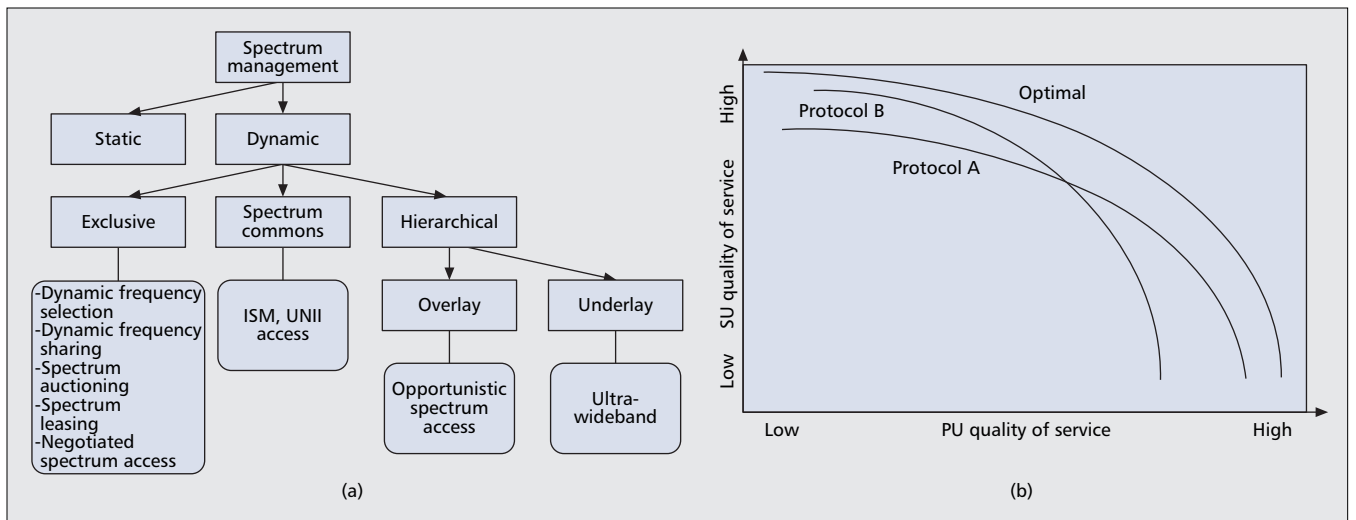 Spectrum
management
Static
Dynamic
Exclusive
Spectrum
commons
Hierarchical
-Dynamic frequency
selection
-Dynamic frequency
sharing
-Spectrum
auctioning
-Spectrum
leasing
-Negotiated
spectrum access
ISM, UNII
access
Overlay
Underlay
Opportunistic
spectrum
access
Ultra-
wideband
(a)
High
SU quality of service
Low
Optimal
Protocol B
Protocol A
Low
PU quality of service
High
(b)